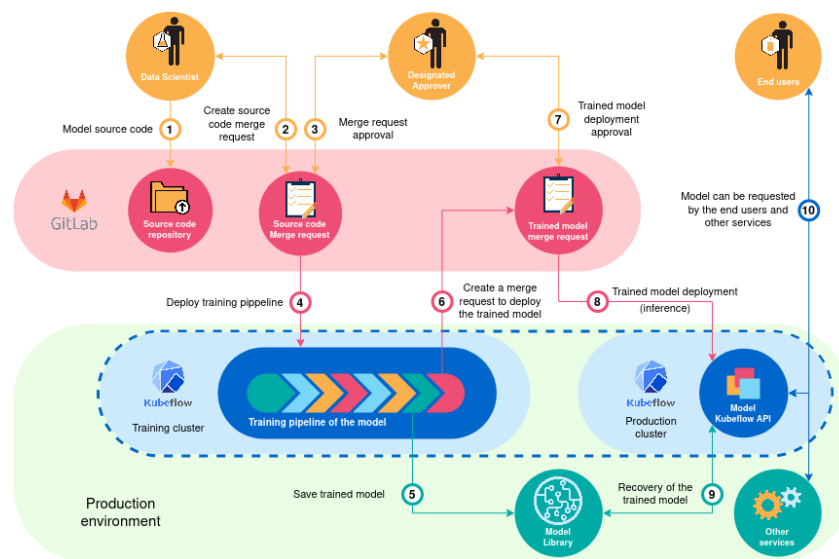 Data Scientist
Designated
Approver
End users
Model source code
1
Create source
code merge
request
2
3
Merge request
approval
7
Trained model
deployment
approval
GitLab
Source code
repository
Source code
Merge request
Trained model
merge request
Model can be requested
by the end users and
other services
10
Deploy training pippeline
4
6
Create a merge
request to deploy
the trained model
8
Trained model deployment
(inference)
Kubeflow
Training cluster
Training pipeline of the model
Kubeflow
Production
cluster
Model
Kubeflow API
Production
environment
Save trained model
5
Model
Library
Recovery of the
trained model
9
Other
services